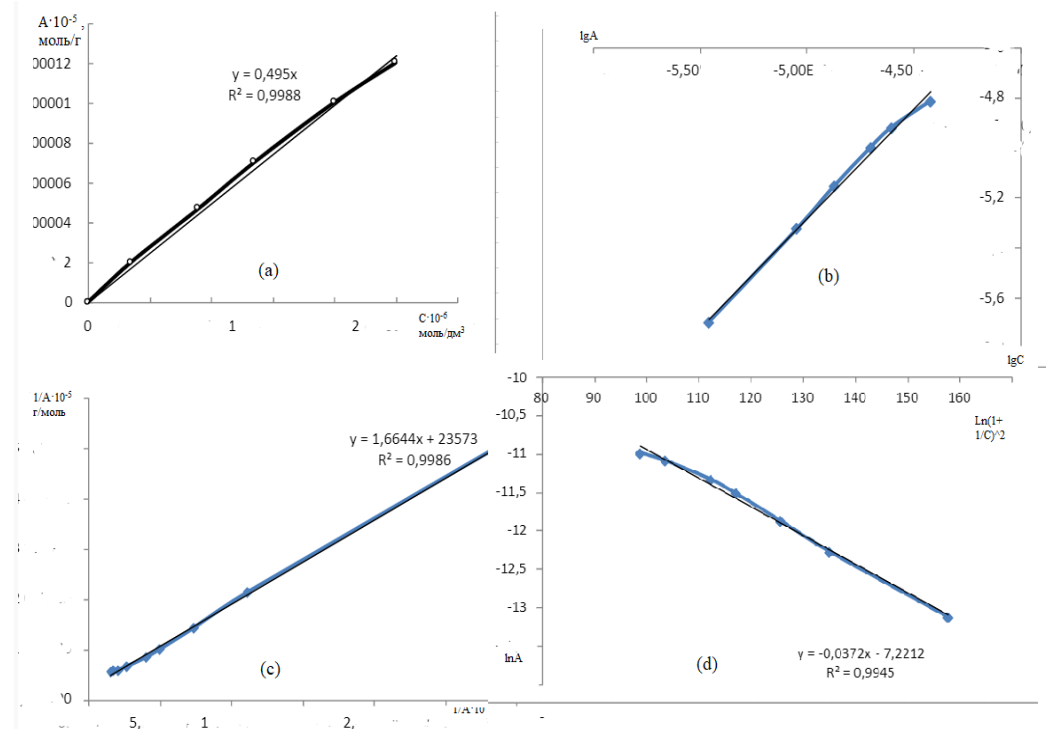 A·10⁻⁵ ,
моль/г
00012
00001
00008
00006
00004
2
0
y = 0,495x
R² = 0,9988
(a)
0
1
2
C·10⁻⁶
моль/дм³
lgA
-5,50
-5,00E
-4,50
-4,8
-5,2
-5,6
(b)
lgC
1/A·10⁻⁵
г/моль
y = 1,6644x + 23573
R² = 0,9986
(c)
0
5,
1
2,
-10
-10,5
-11
-11,5
-12
-12,5
-13
80
90
100
110
120
130
140
150
160
Ln(1+
1/C)^2
lnA
(d)
y = -0,0372x - 7,2212
R² = 0,9945